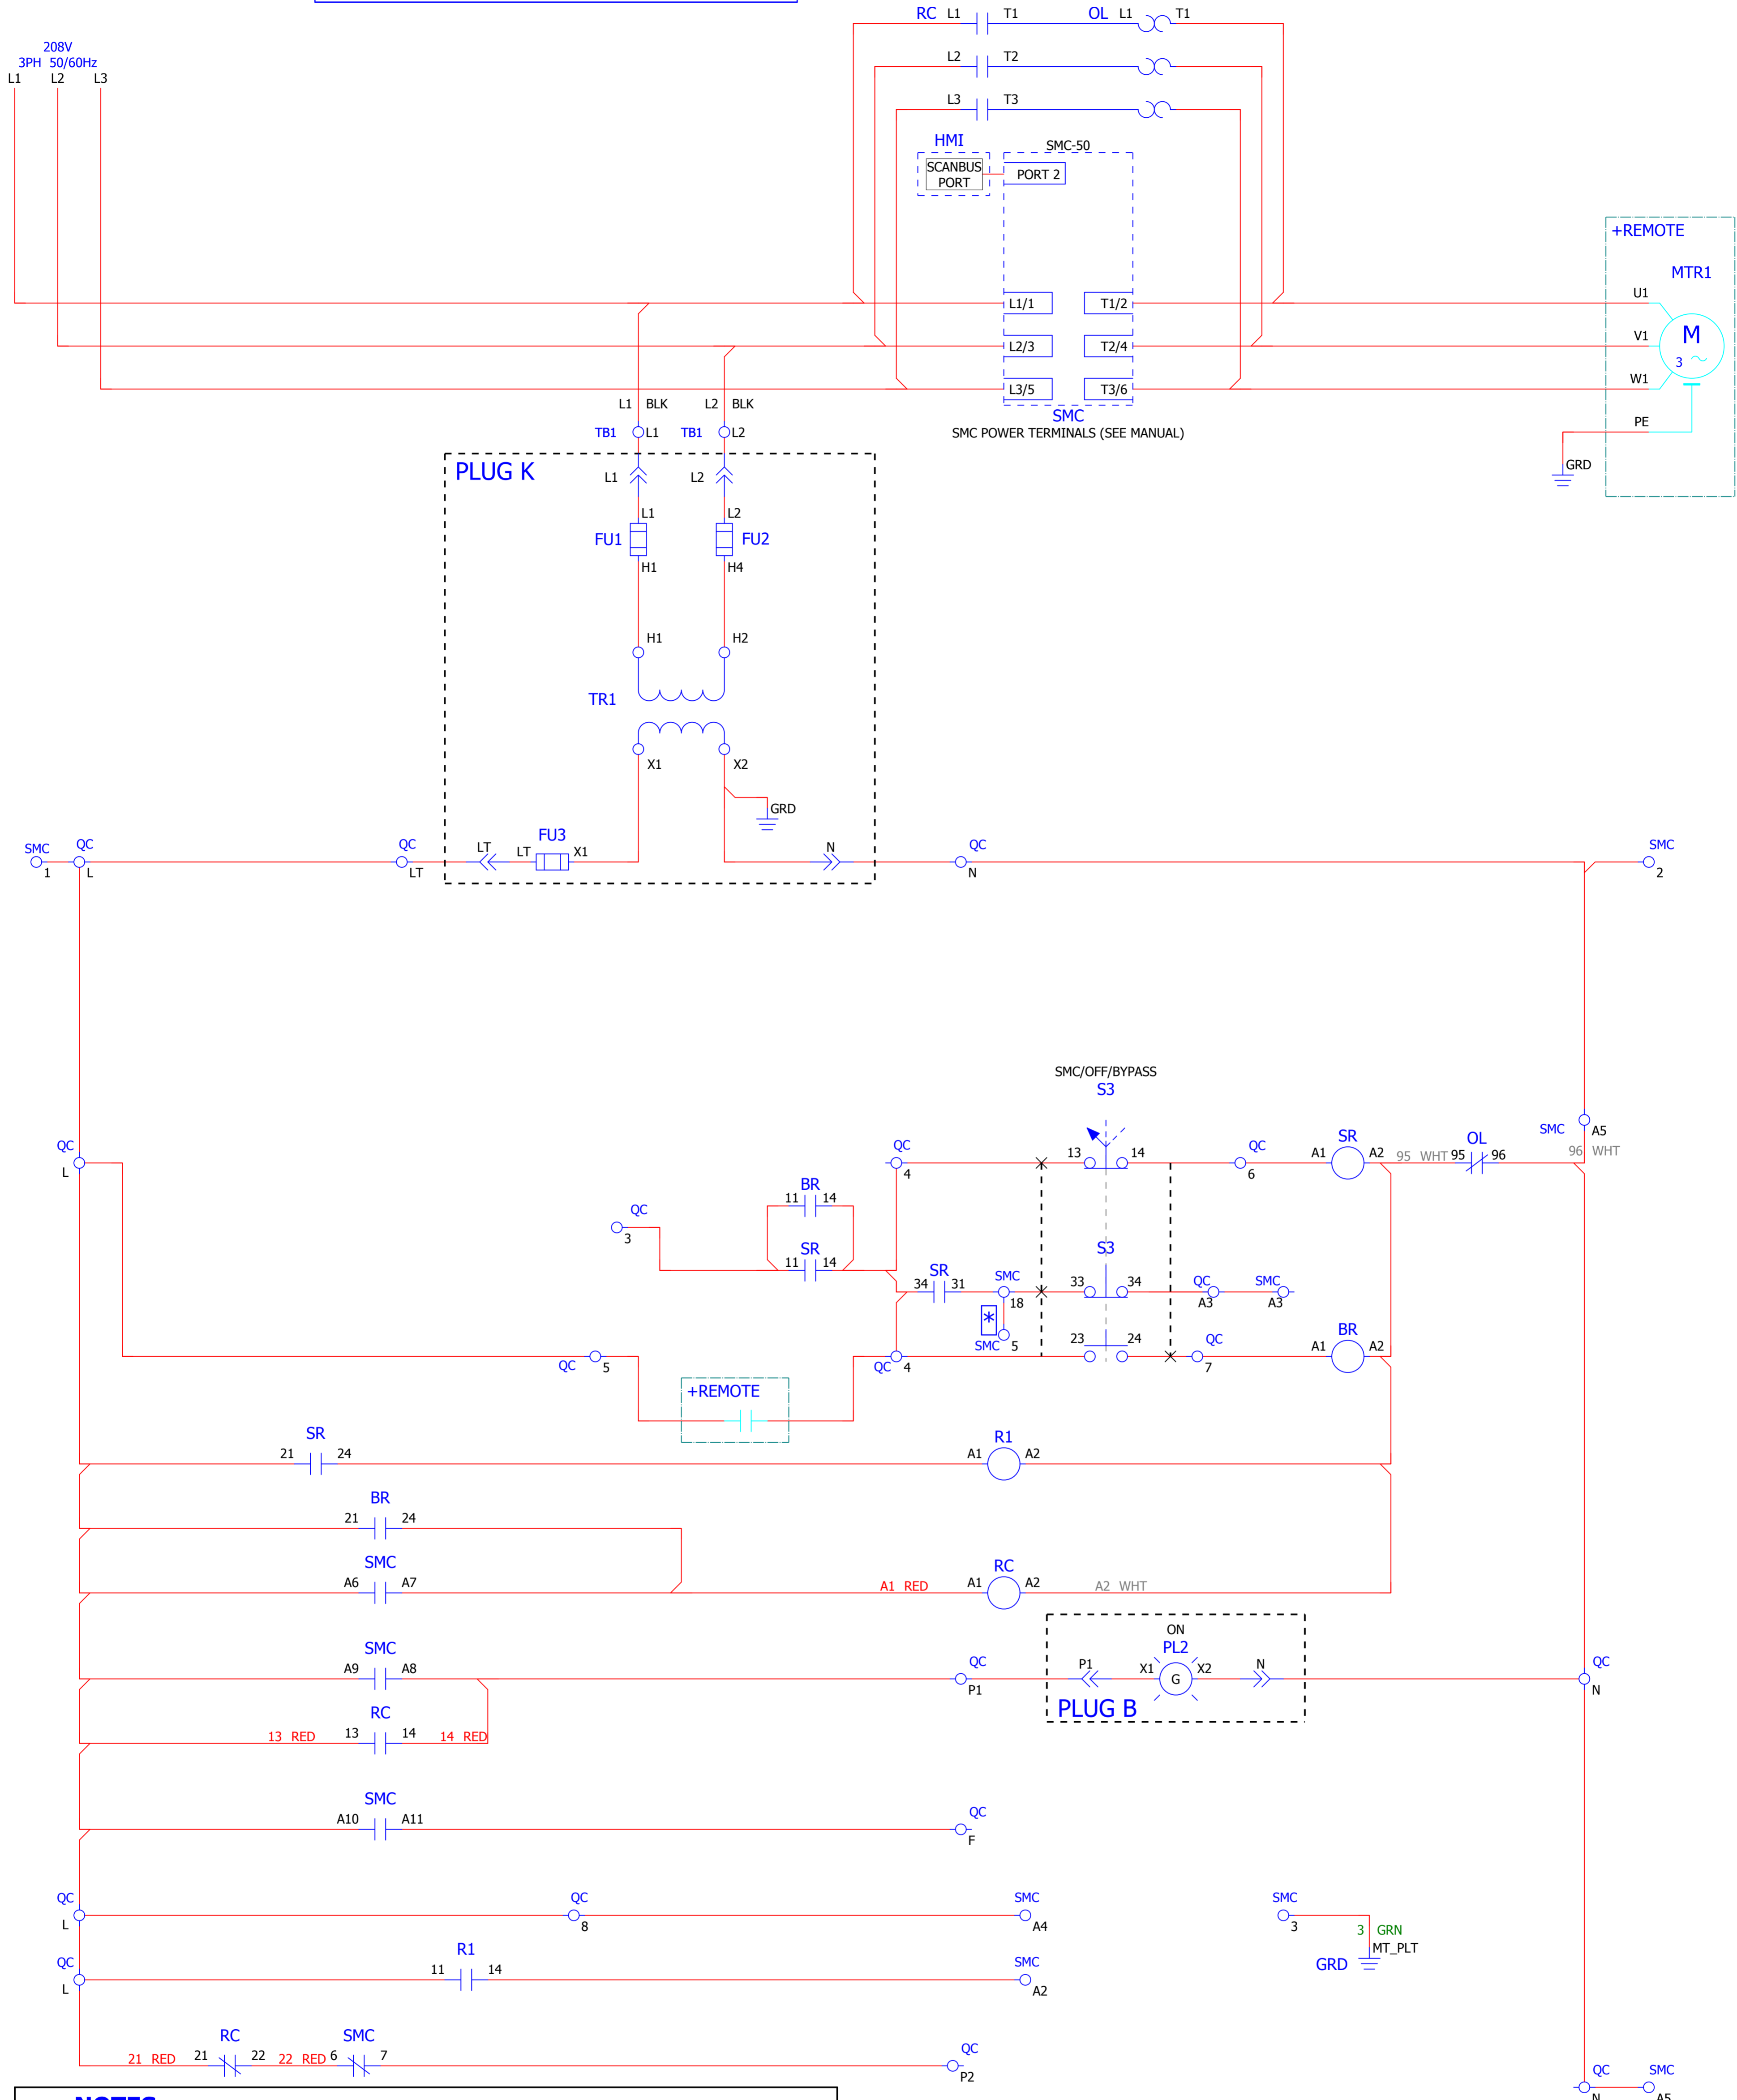 RC L1 T1 OL L1 T1
208V
3PH 50/60Hz
L1 L2 L3
L2 T2
L3 T3
HMI
SMC-50
SCANBUS
PORT
PORT 2
+REMOTE
MTR1
U1
L1/1 T1/2
V1
M
3
L2/3 T2/4
W1
L3/5 T3/6
L1 BLK L2 BLK
SMC
SMC POWER TERMINALS (SEE MANUAL)
PE
TB1 L1 TB1 L2
GRD
PLUG K
L1 L2
L1 L2
FU1 FU2
H1 H4
H1 H2
TR1
X1 X2
GRD
FU3
SMC QC QC LT LT X1 N QC SMC
1 L LT N 2
SMC/OFF/BYPASS
S3
SMC A5
QC QC 13 14 QC SR OL
L 4 6 A1 A2 95 WHT 95 96 96 WHT
BR
11 14
QC
3
SR
11 14
S3
SR
34 31 SMC 33 34 QC SMC
18 A3 A3
*
SMC 5
23 24 QC BR
A1 A2
QC 5 QC 4 7
+REMOTE
SR
21 24
R1
A1 A2
BR
21 24
SMC
A6 A7
RC
A1 RED A1 A2 A2 WHT
ON
PL2
SMC
A9 A8
QC P1 X1 G X2 N QC
P1 N
PLUG B
RC
13 RED 13 14 14 RED
SMC
A10 A11
QC
F
QC QC SMC SMC
L 8 A4 3
3 GRN
MT_PLT
GRD
QC R1 SMC
L 11 14 A2
RC SMC
21 RED 21 22 22 RED 6 7
QC
P2
QC SMC
N A5
NOTES